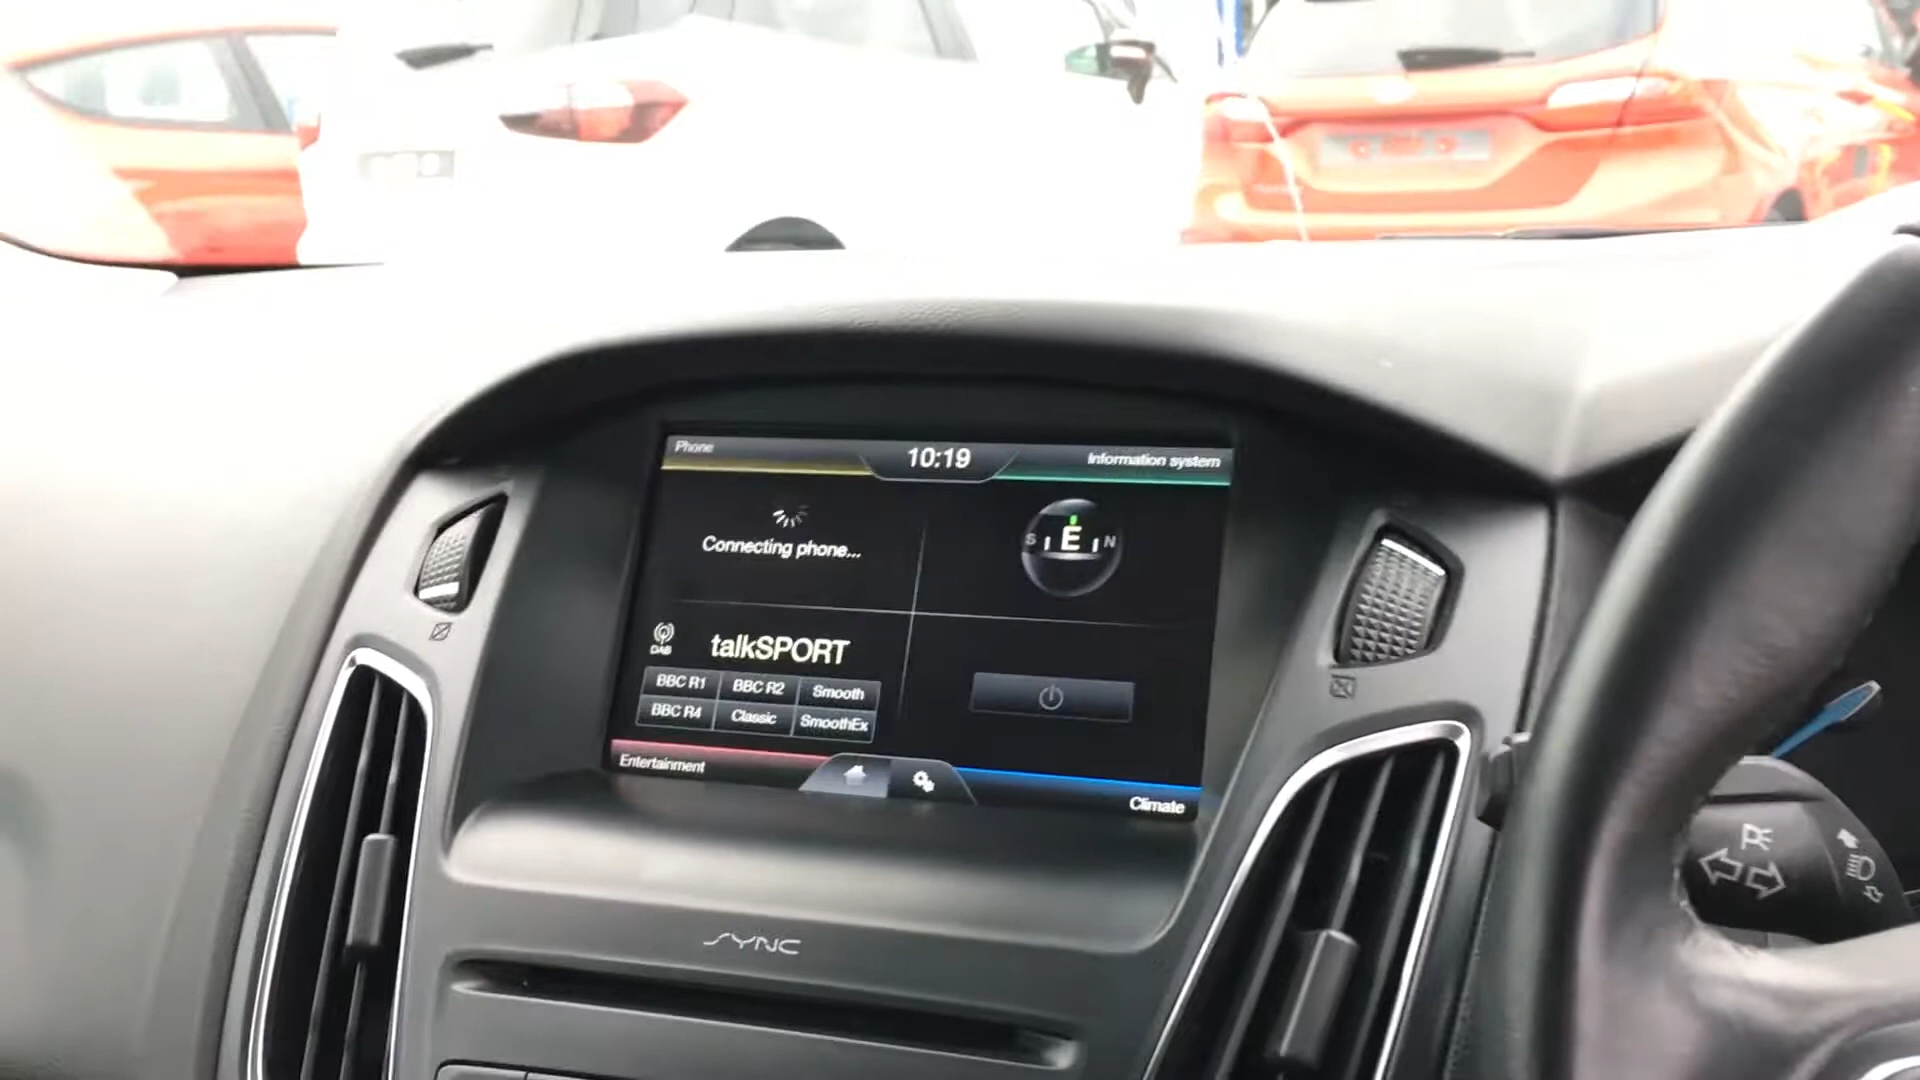 Phone
10:19
Information system
Connecting phone...
S E N
DAB
talkSPORT
BBC R1
BBC R2
Smooth
BBC R4
Classic
SmoothEx
Entertainment
Climate
SYNC